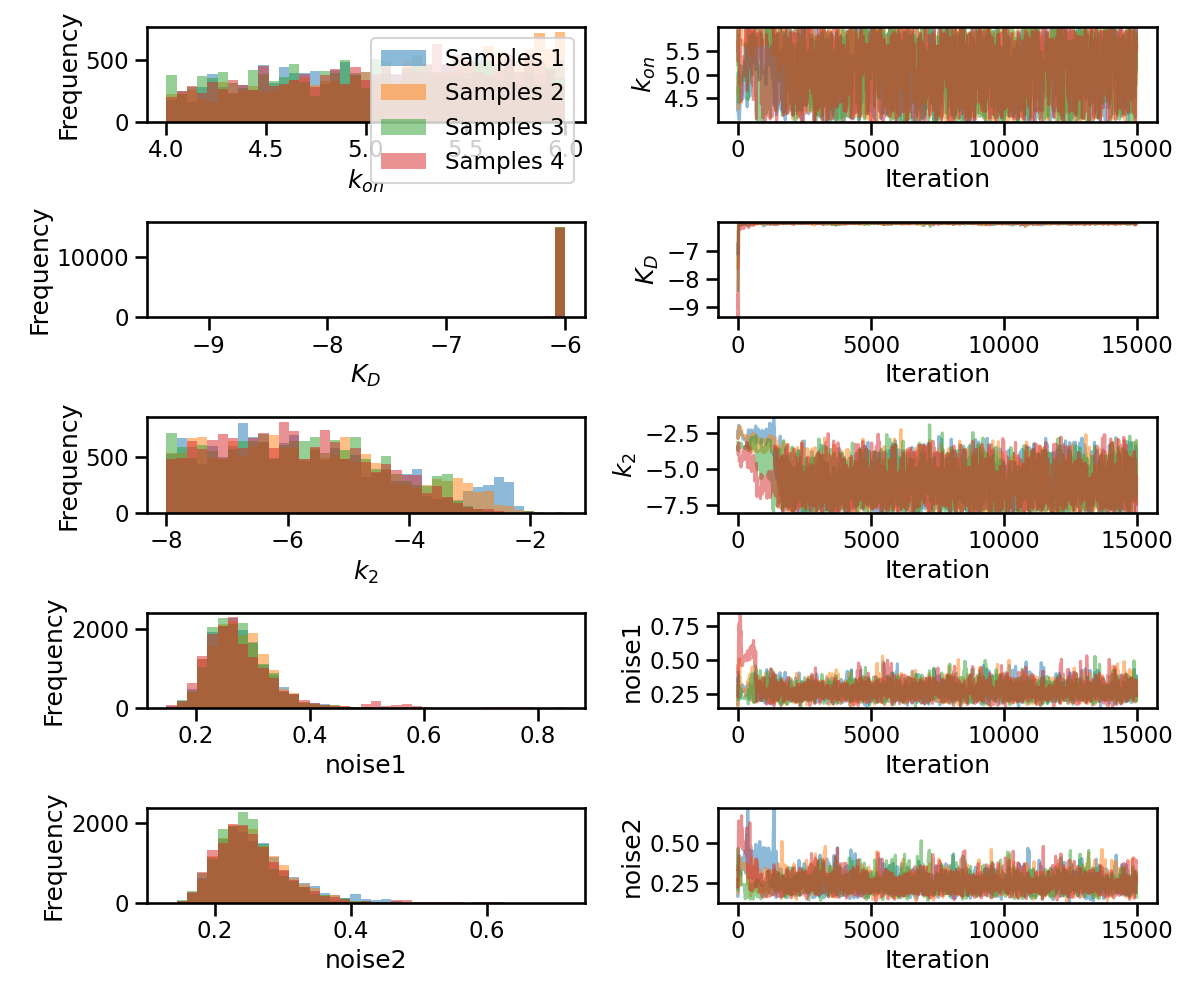 Frequency
500
0
4.0
4.5
5.0
5.5
6.0
k_on
Samples 1
Samples 2
Samples 3
Samples 4
k_on
5.5
5.0
4.5
0
5000
10000
15000
Iteration
Frequency
10000
0
−9
−8
−7
−6
K_D
K_D
−7
−8
−9
0
5000
10000
15000
Iteration
Frequency
500
0
−8
−6
−4
−2
k_2
k_2
−2.5
−5.0
−7.5
0
5000
10000
15000
Iteration
Frequency
2000
0
0.2
0.4
0.6
0.8
noise1
noise1
0.75
0.50
0.25
0
5000
10000
15000
Iteration
Frequency
2000
0
0.2
0.4
0.6
noise2
noise2
0.50
0.25
0
5000
10000
15000
Iteration